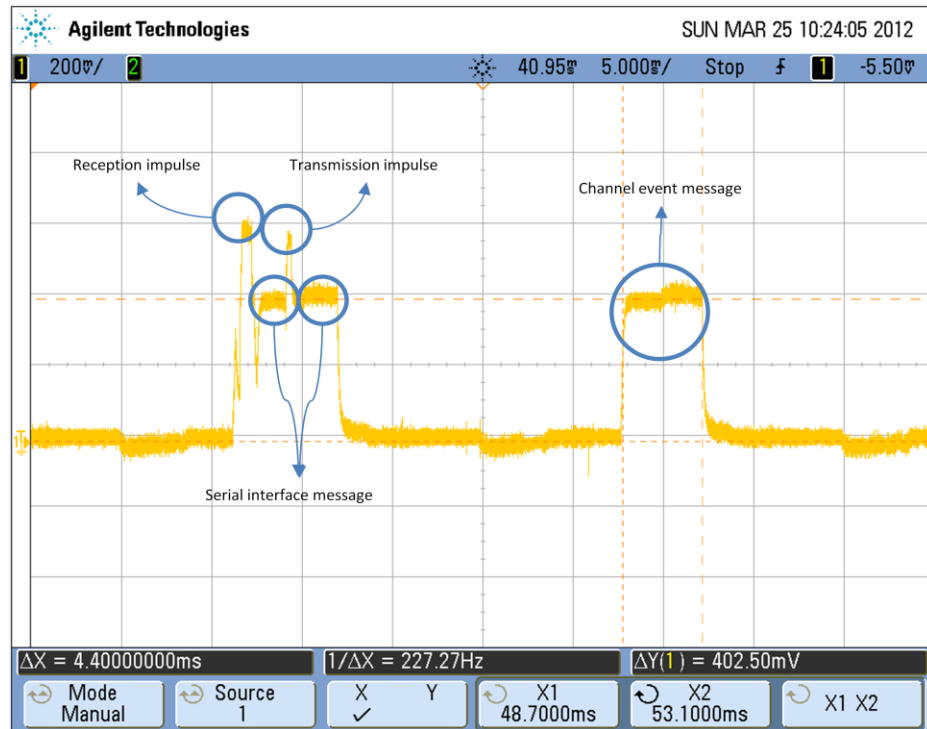 Agilent Technologies SUN MAR 25 10:24:05 2012
1 200mV/ 2 40.95ms 5.000ms/ Stop 1 -5.50V
Reception impulse Transmission impulse
Channel event message
1
Serial interface message
ΔX = 4.40000000ms 1/ΔX = 227.27Hz ΔY(1) = 402.50mV
Mode Source X Y X1 X2 X1 X2
Manual 1 ✓ 48.7000ms 53.1000ms